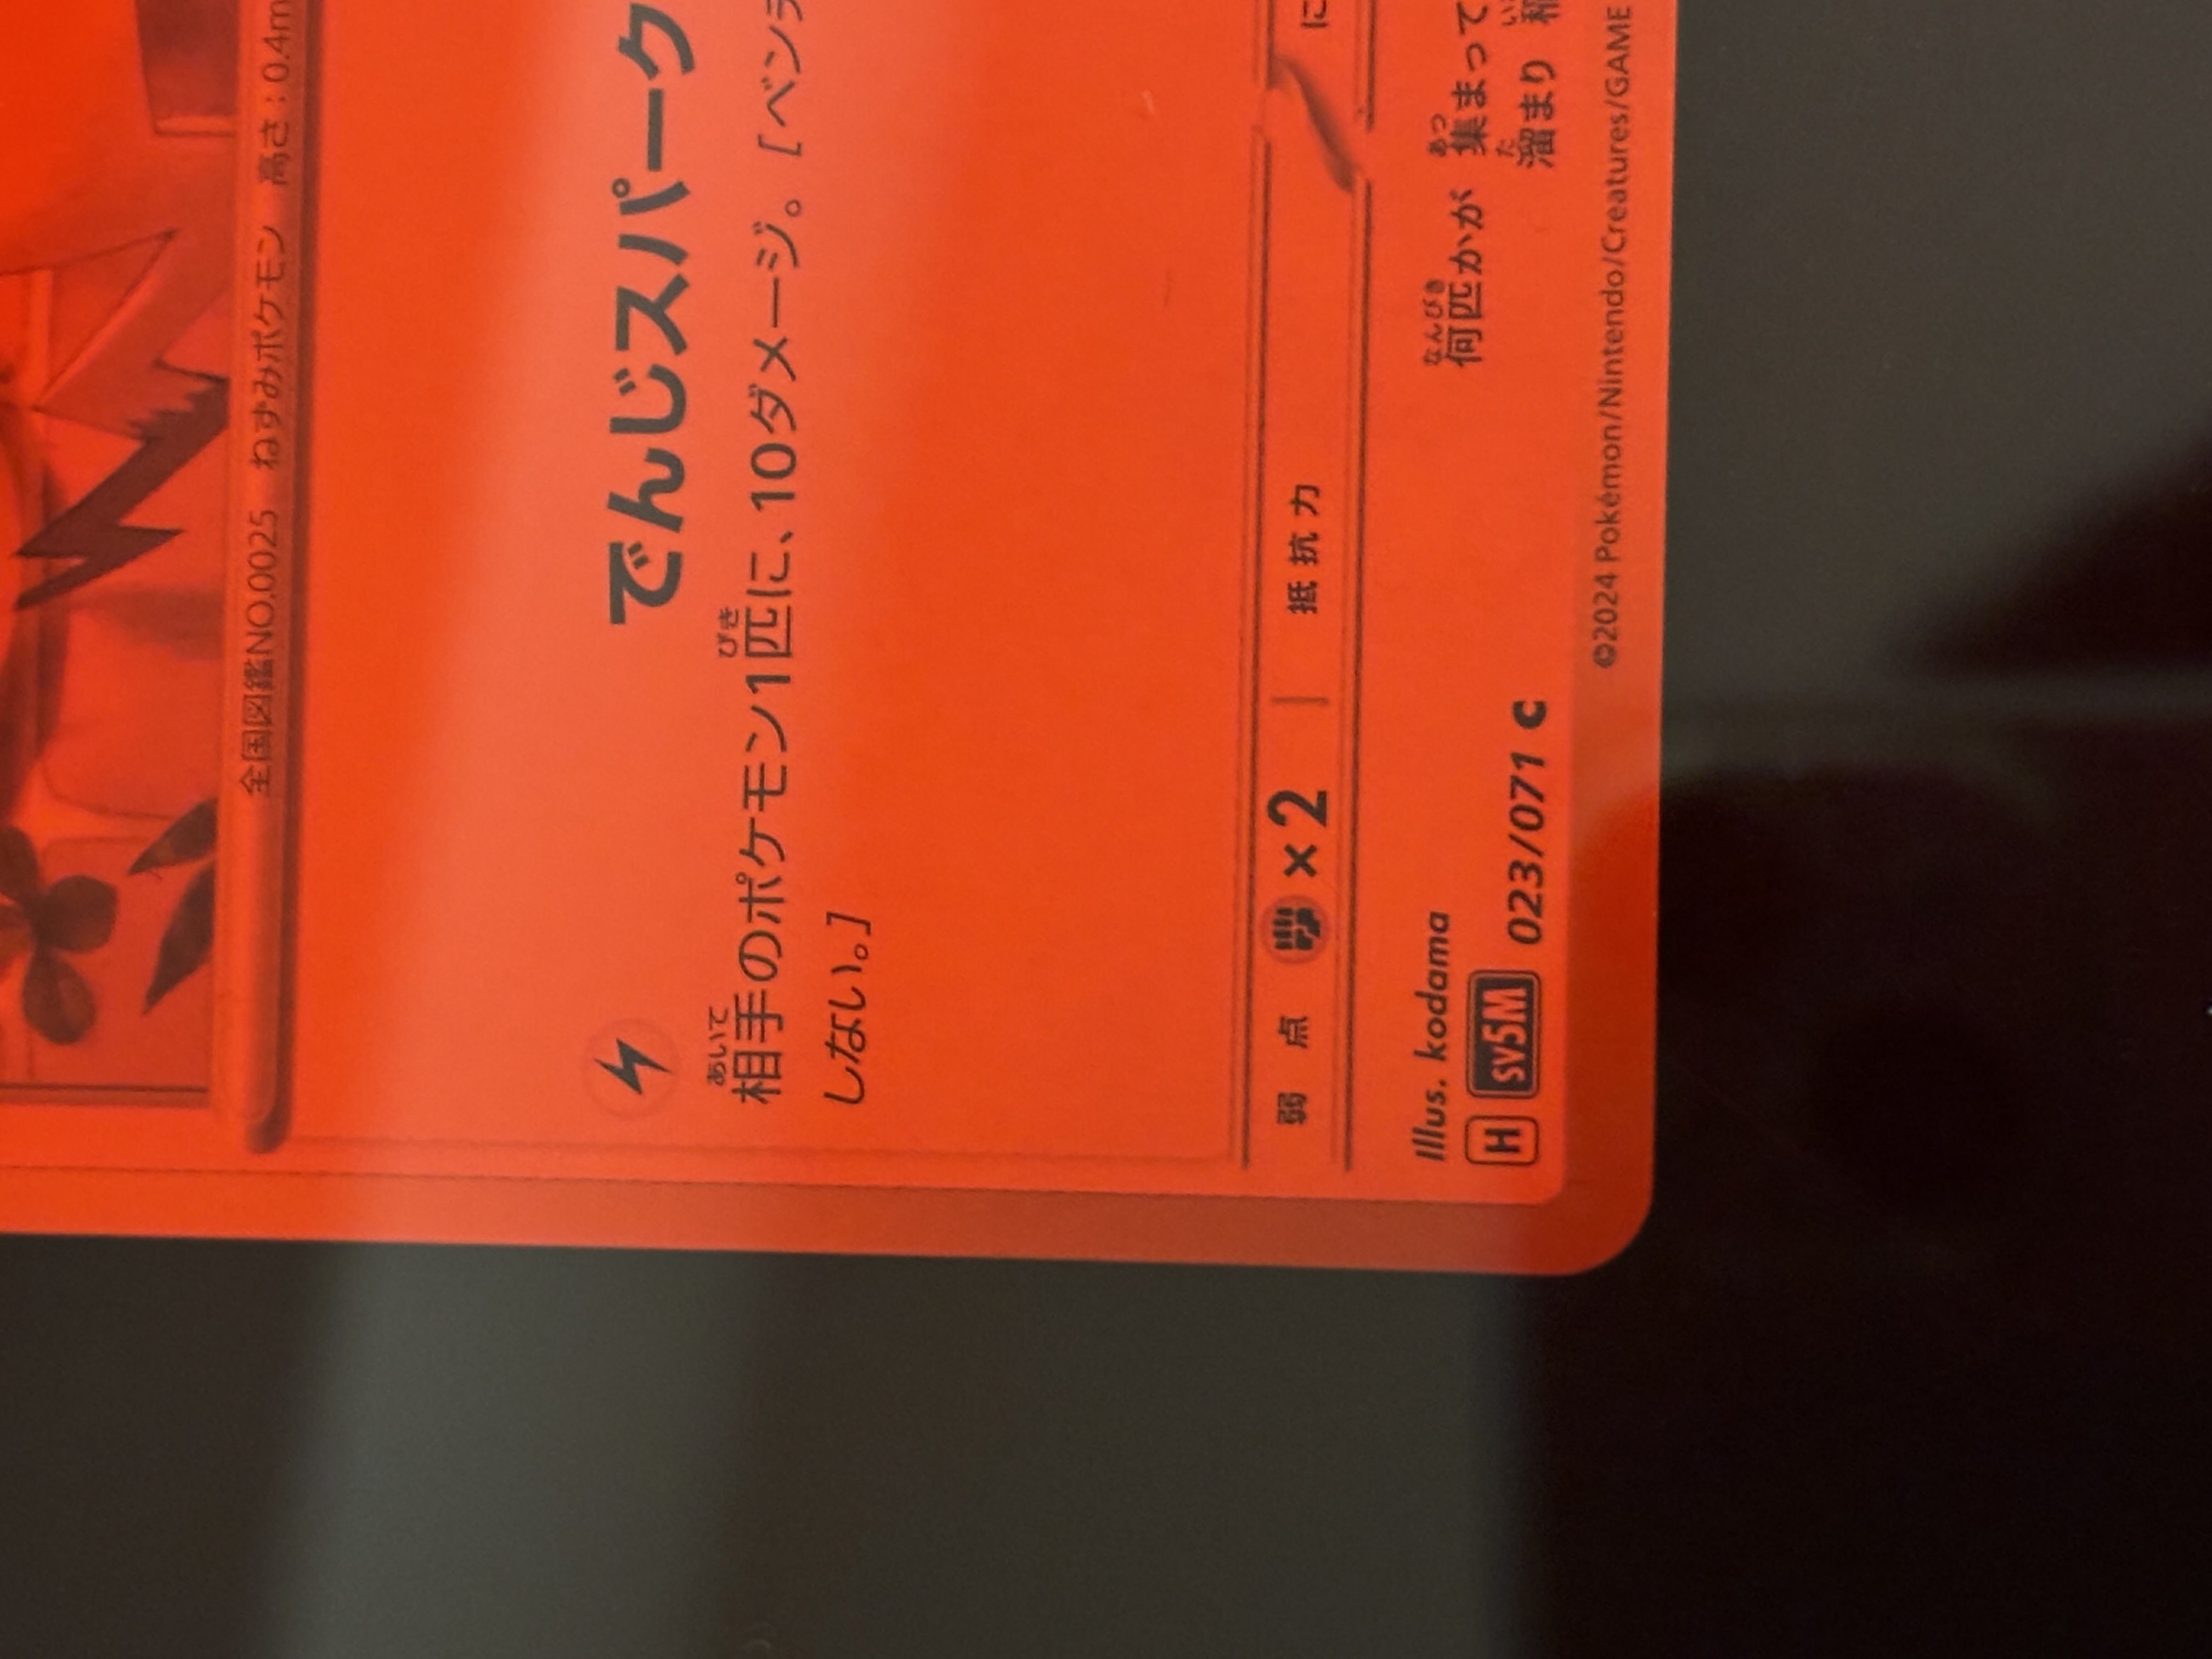 全国図鑑NO.0025 ねずみポケモン 高さ：0.4m
でんじスパーク
あいて びき
相手のポケモン1匹に、10ダメージ。［ベンチ
しない。］
弱点 ×2 抵抗力 に
Illus. kodama
なんびき あつ
何匹かが 集まって
た
H sv5M 023/071 C 溜まり
©2024 Pokémon/Nintendo/Creatures/GAME